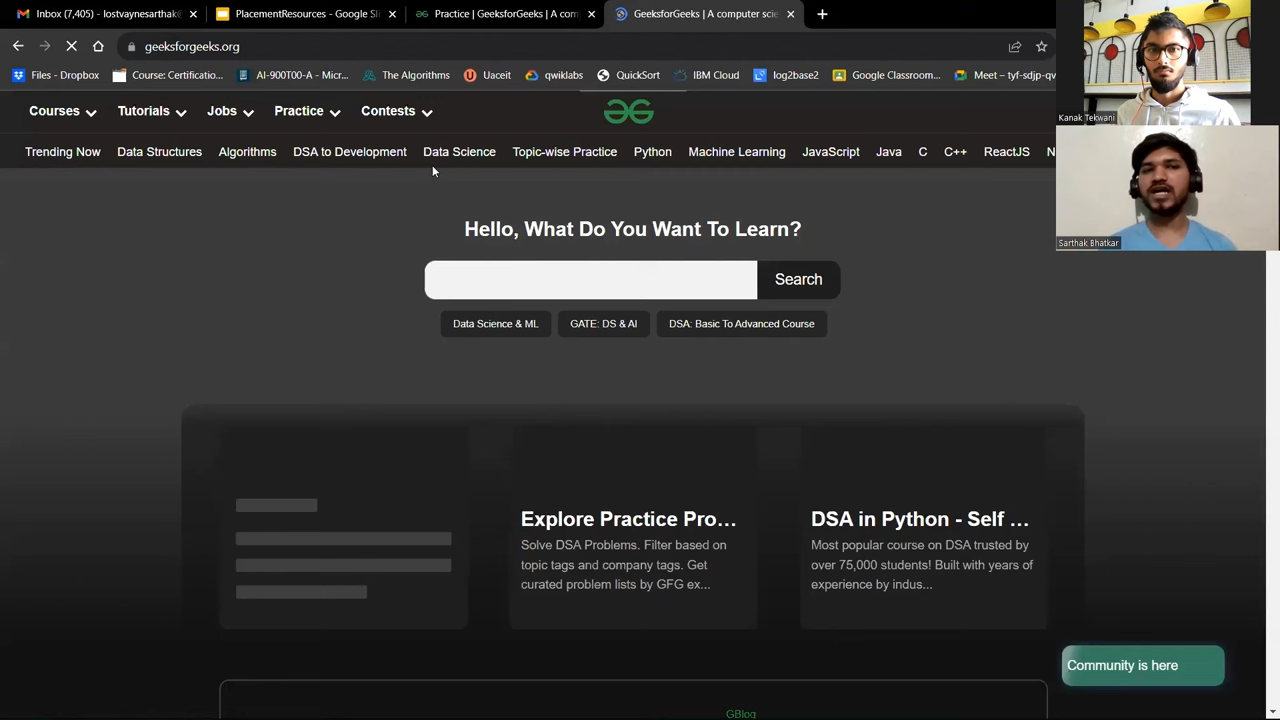 Inbox (7,405) - lostvaynesarthak@
PlacementResources - Google Sli
Practice | GeeksforGeeks | A com
GeeksforGeeks | A computer scie
geeksforgeeks.org
Files - Dropbox
Course: Certificatio...
AI-900T00-A - Micr...
The Algorithms
UDEMY
qwiklabs
Credly
IBM Cloud
log2base2
Google Classroom...
Meet – tyf-sdjp-qv
Courses
Tutorials
Jobs
Practice
Contests
Trending Now
Data Structures
Algorithms
DSA to Development
Data Science
Topic-wise Practice
Python
Machine Learning
JavaScript
Java
C
C++
ReactJS
N
Kanak Tekwani
Sarthak Bhatkar
Hello, What Do You Want To Learn?
Search
Data Science & ML
GATE: DS & AI
DSA: Basic To Advanced Course
Explore Practice Pro...
Solve DSA Problems. Filter based on
topic tags and company tags. Get
curated problem lists by GFG ex...
DSA in Python - Self ...
Most popular course on DSA trusted by
over 75,000 students! Built with years of
experience by indus...
Community is here
GBlog